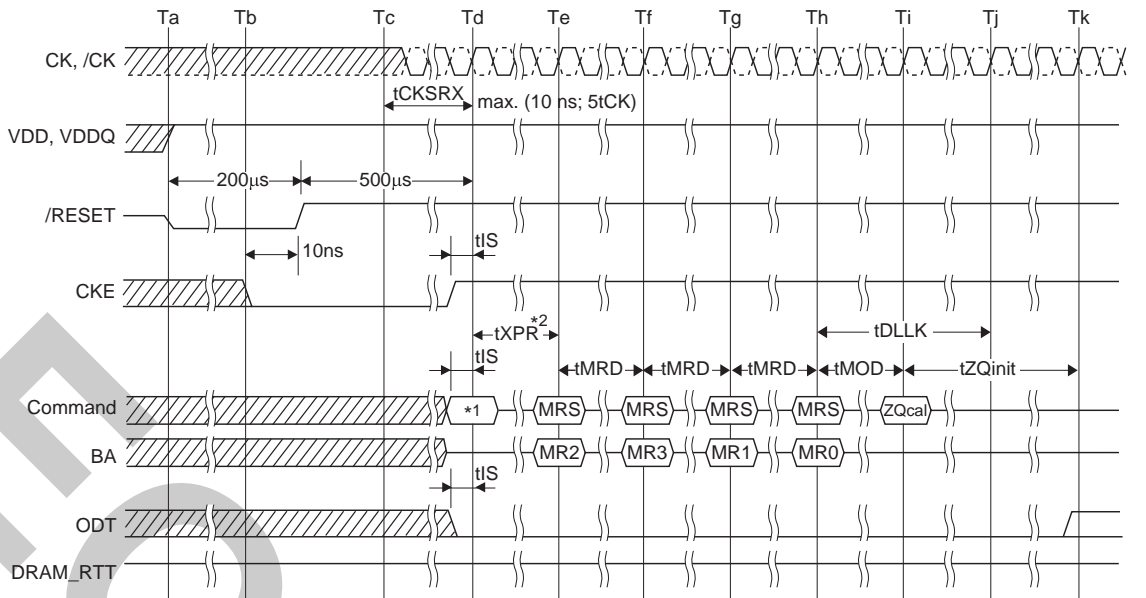 Ta Tb Tc Td Te Tf Tg Th Ti Tj Tk
CK, /CK
tCKSRX max. (10 ns; 5tCK)
VDD, VDDQ
200μs 500μs
/RESET
tIS
10ns
CKE
tXPR*2 tDLLK
tIS
tMRD tMRD tMRD tMOD tZQinit
Command *1 MRS MRS MRS MRS ZQcal
BA MR2 MR3 MR1 MR0
tIS
ODT
DRAM_RTT